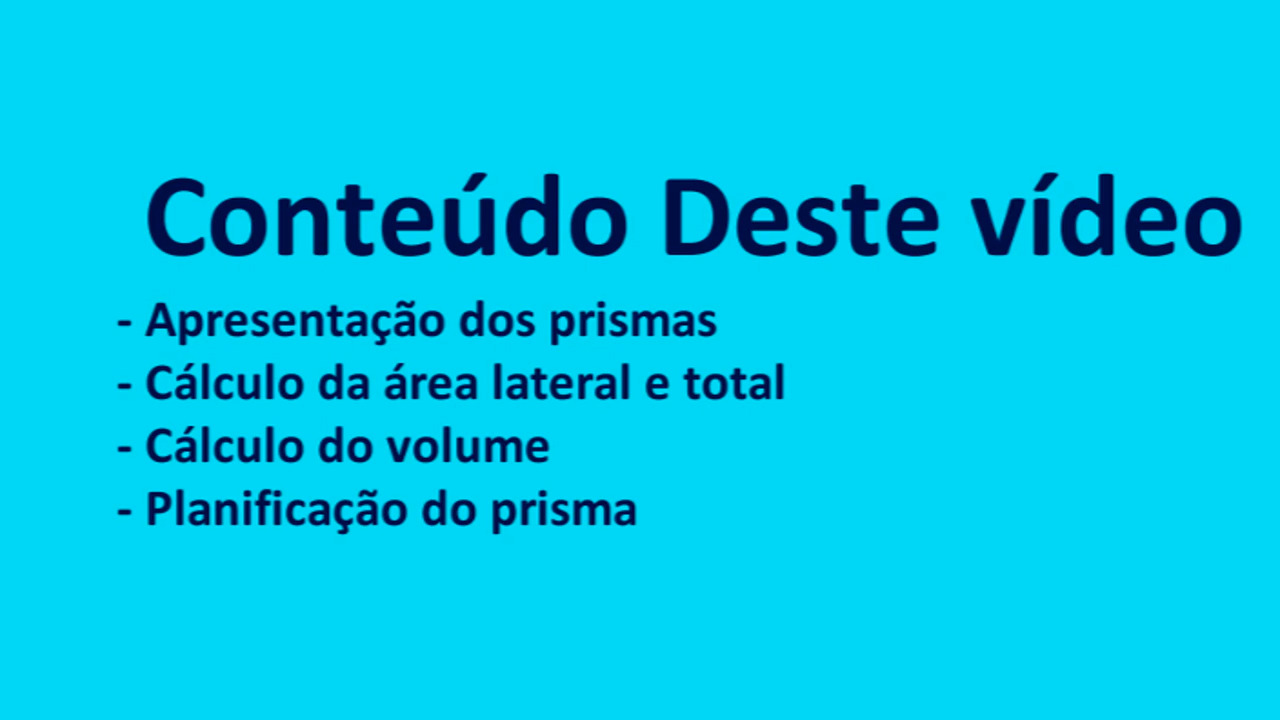 Conteúdo Deste vídeo
- Apresentação dos prismas
- Cálculo da área lateral e total
- Cálculo do volume
- Planificação do prisma